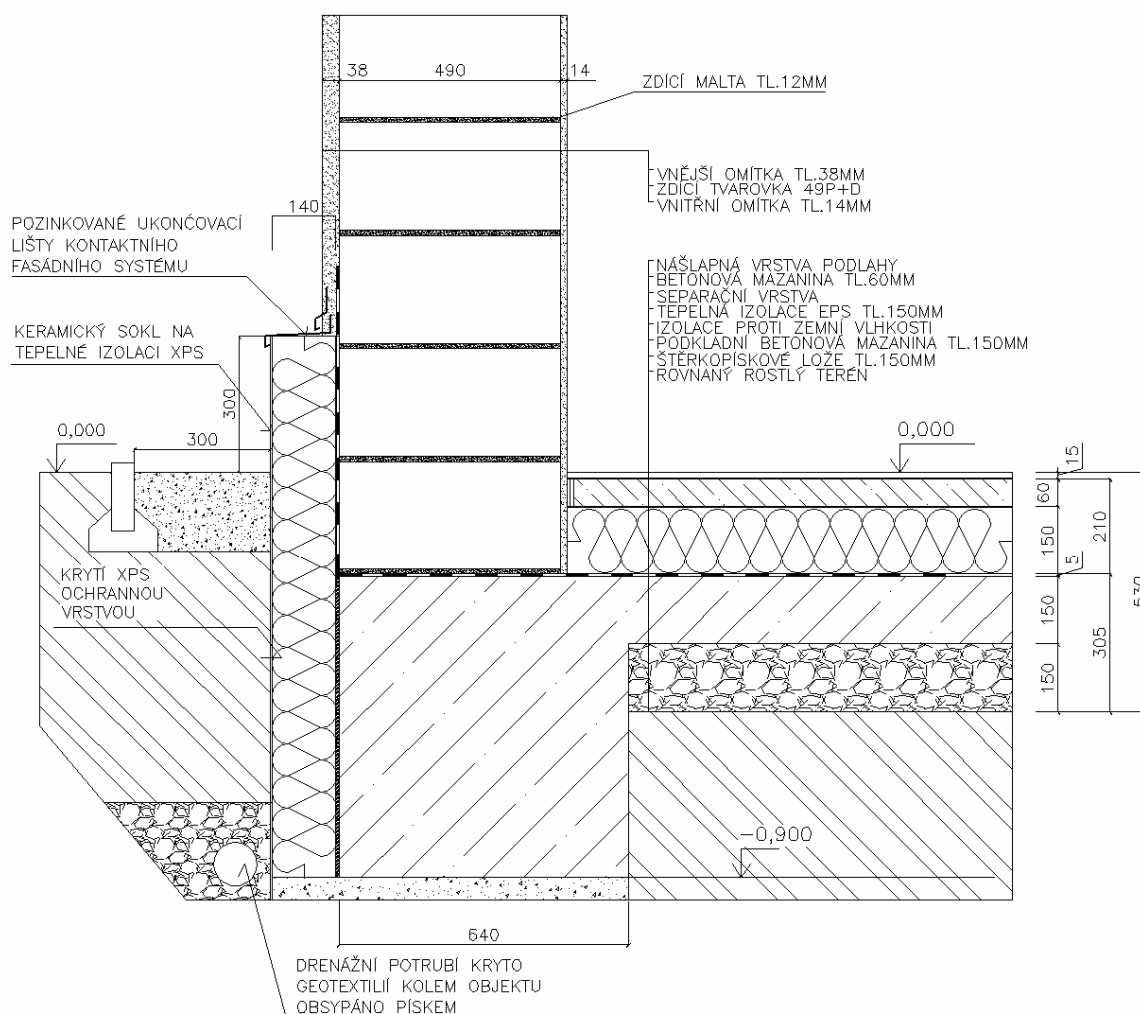 38
490
14
ZDÍCÍ MALTA TL.12MM
VNĚJŠÍ OMÍTKA TL.38MM
ZDÍCÍ TVAROVKA 49P+D
VNITŘNÍ OMÍTKA TL.14MM
140
POZINKOVANÉ UKONČOVACÍ
LIŠTY KONTAKTNÍHO
FASÁDNÍHO SYSTÉMU
NÁŠLAPNÁ VRSTVA PODLAHY
BETONOVÁ MAZANINA TL.60MM
SEPARAČNÍ VRSTVA
TEPELNÁ IZOLACE EPS TL.150MM
IZOLACE PROTI ZEMNÍ VLHKOSTI
PODKLADNÍ BETONOVÁ MAZANINA TL.150MM
ŠTĚRKOPÍSKOVÉ LOŽE TL.150MM
ROVNANÝ ROSTLÝ TERÉN
KERAMICKÝ SOKL NA
TEPELNÉ IZOLACI XPS
300
0,000
300
0,000
15
60
150
210
5
KRYTÍ XPS
OCHRANNOU
VRSTVOU
530
150
305
150
-0,900
640
DRENÁŽNÍ POTRUBÍ KRYTO
GEOTEXTILIÍ KOLEM OBJEKTU
OBSYPÁNO PÍSKEM